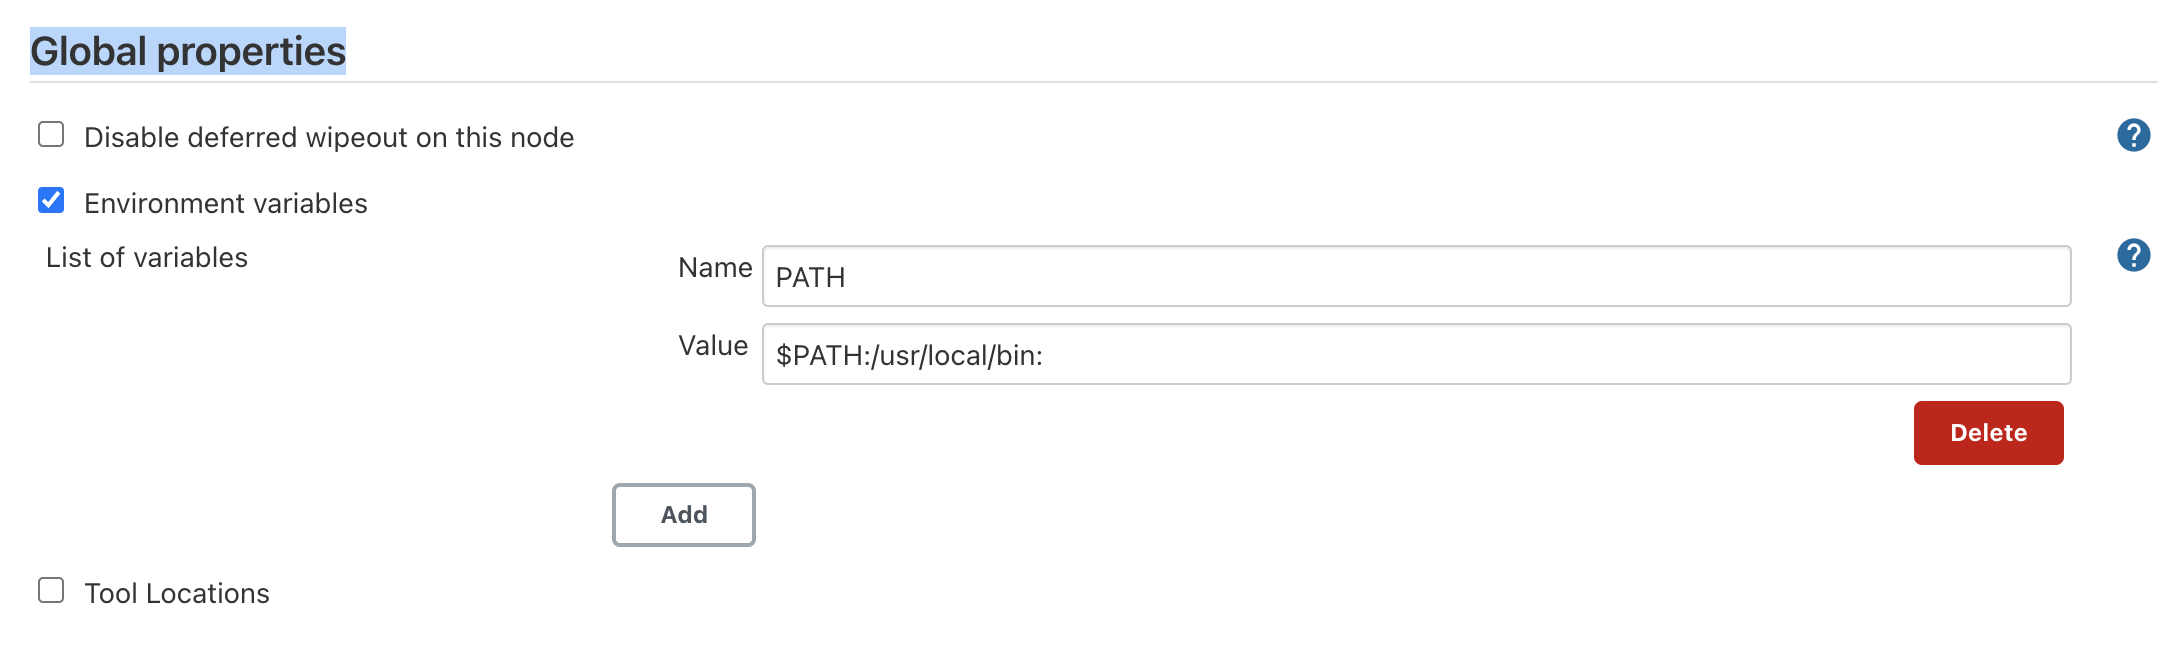 Global properties
Disable deferred wipeout on this node
?
Environment variables
List of variables
Name
PATH
?
Value
$PATH:/usr/local/bin:
Delete
Add
Tool Locations